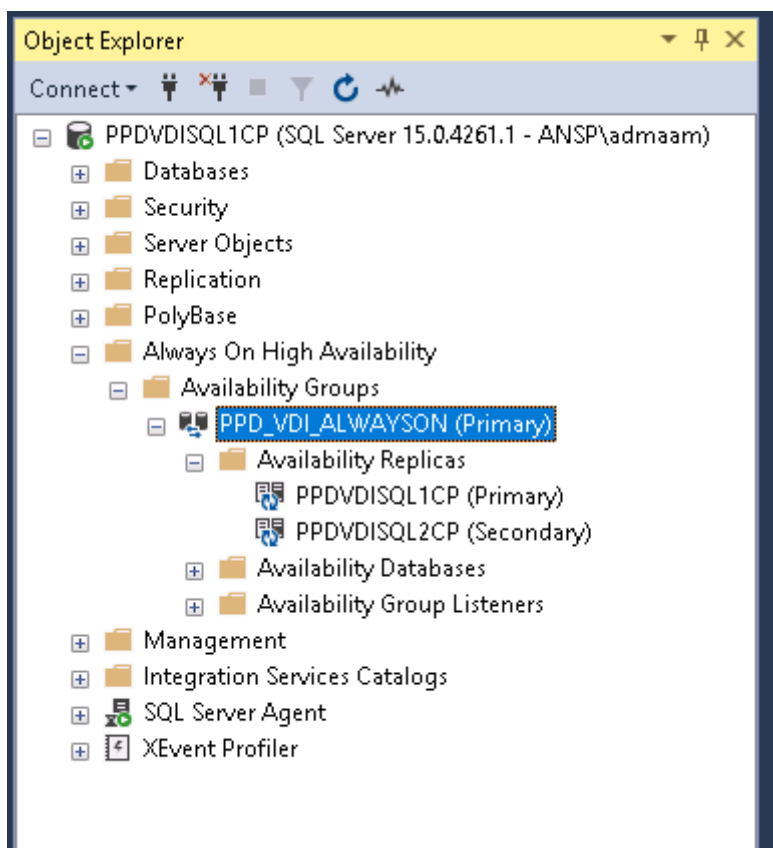 Object Explorer
Connect
PPDVDISQL1CP (SQL Server 15.0.4261.1 - ANSP\admaam)
Databases
Security
Server Objects
Replication
PolyBase
Always On High Availability
Availability Groups
PPD_VDI_ALWAYSON (Primary)
Availability Replicas
PPDVDISQL1CP (Primary)
PPDVDISQL2CP (Secondary)
Availability Databases
Availability Group Listeners
Management
Integration Services Catalogs
SQL Server Agent
XEvent Profiler